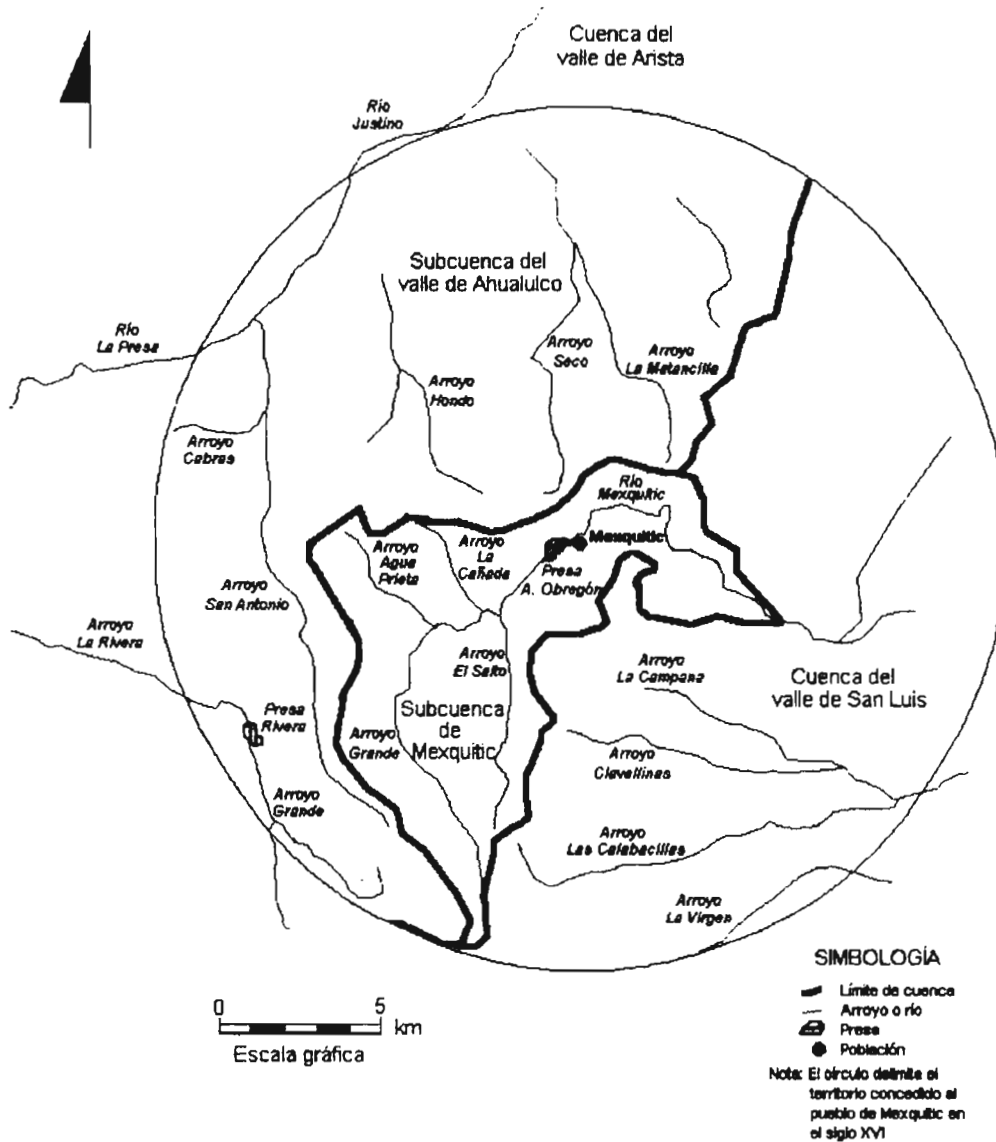 Cuenca del
valle de Arista
Río
Justino
Subcuenca del
valle de Ahualulco
Río
La Presa
Arroyo
Seco
Arroyo
La Matancilla
Arroyo
Hondo
Arroyo
Cabras
Río
Mexquitic
Mexquitic
Arroyo
Agua
Prieta
Arroyo
La
Cañada
Presa
A. Obregón
Arroyo
San Antonio
Arroyo
La Rivera
Arroyo
El Salto
Arroyo
La Campana
Cuenca del
valle de San Luis
Presa
Rivera
Subcuenca
de
Mexquitic
Arroyo
Grande
Arroyo
Clavellinas
Arroyo
Grande
Arroyo
Las Calabacillas
Arroyo
La Virgen
SIMBOLOGÍA
Límite de cuenca
Arroyo o río
Presa
Población
Nota: El círculo delimita el
territorio concedido al
pueblo de Mexquitic en
el siglo XVI
0 5
km
Escala gráfica